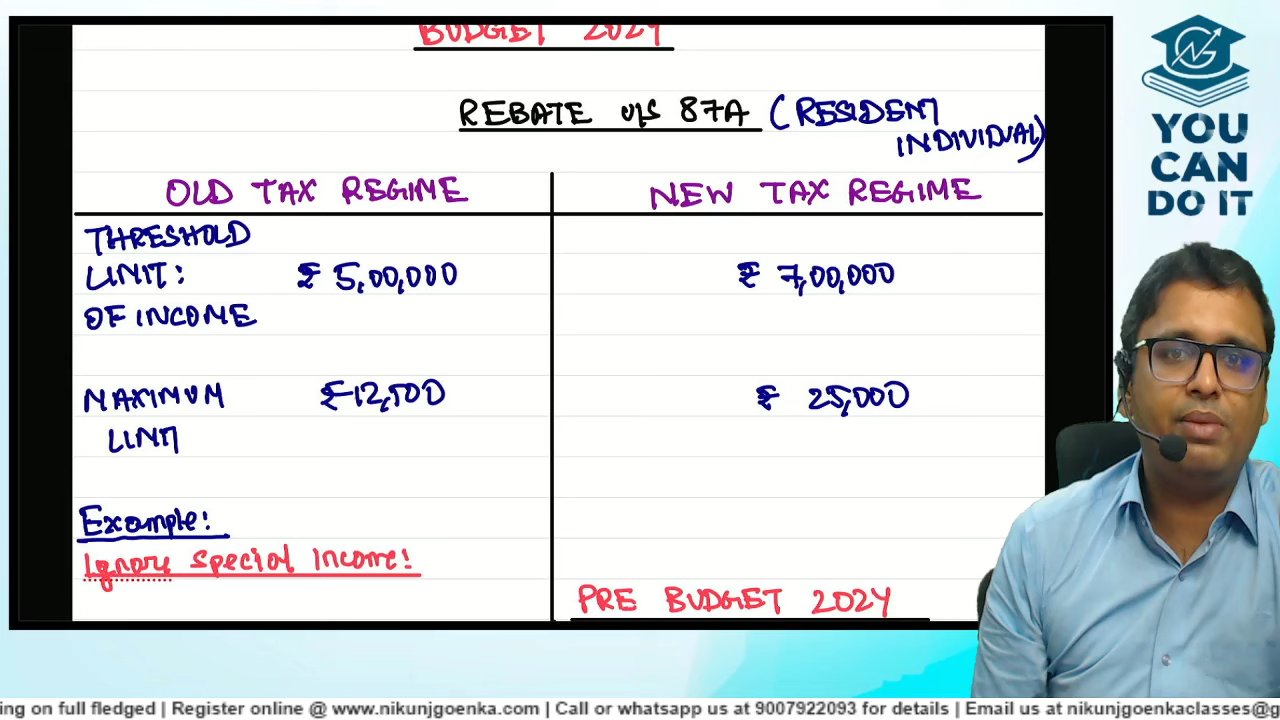 BUDGET 2024
REBATE u/s 87A (RESIDENT INDIVIDUAL)
OLD TAX REGIME
NEW TAX REGIME
THRESHOLD
LIMIT: ₹ 5,00,000
₹ 7,00,000
OF INCOME
MAXIMUM ₹ 12,500
₹ 25,000
LIMIT
Example:
Ignore Special Income!
PRE BUDGET 2024
NG
YOU
CAN
DO IT
ing on full fledged | Register online @ www.nikunjgoenka.com | Call or whatsapp us at 9007922093 for details | Email us at nikunjgoenkaclasses@g